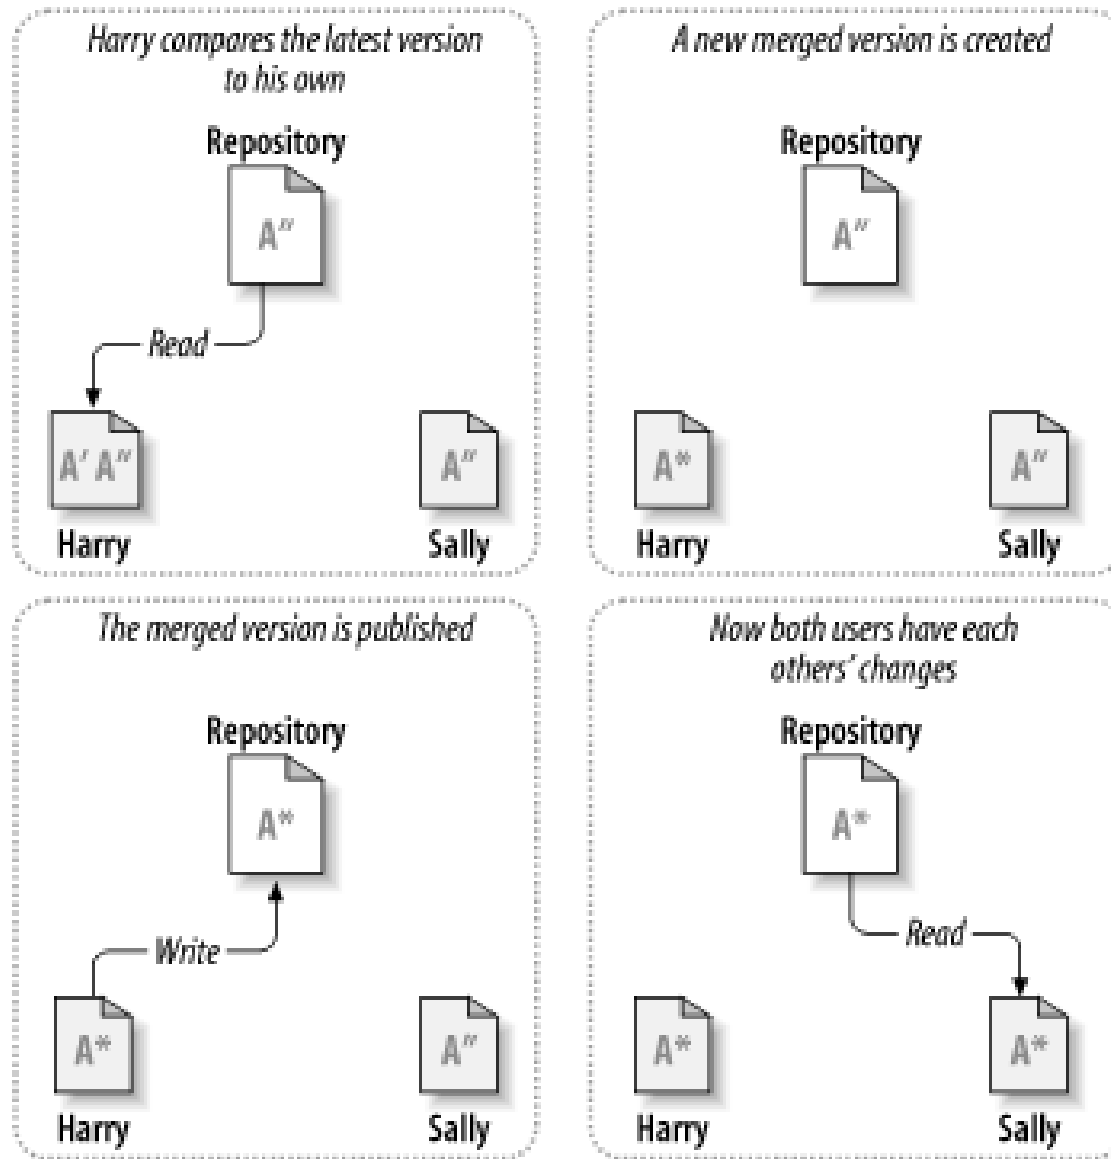 Harry compares the latest version
to his own
Repository
A″
Read
A′ A″
A″
Harry
Sally
A new merged version is created
Repository
A″
A*
A″
Harry
Sally
The merged version is published
Repository
A*
Write
A*
A″
Harry
Sally
Now both users have each
others’ changes
Repository
A*
Read
A*
A*
Harry
Sally